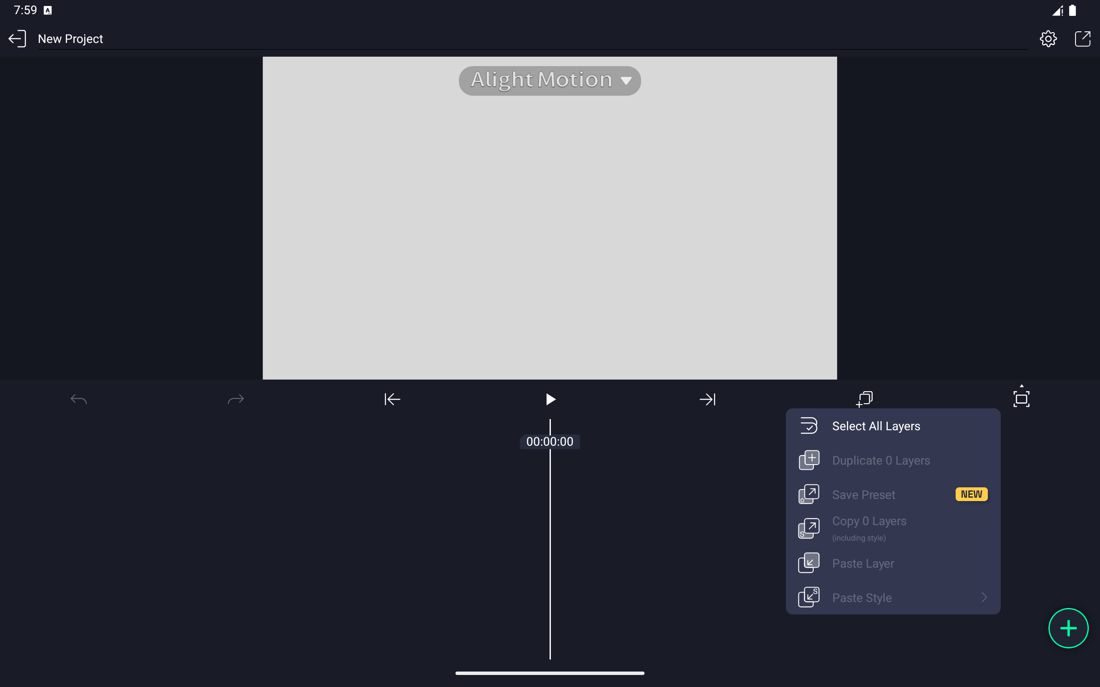 7:59 A
New Project
Alight Motion
00:00:00
Select All Layers
Duplicate 0 Layers
Save Preset NEW
Copy 0 Layers
(including style)
Paste Layer
Paste Style